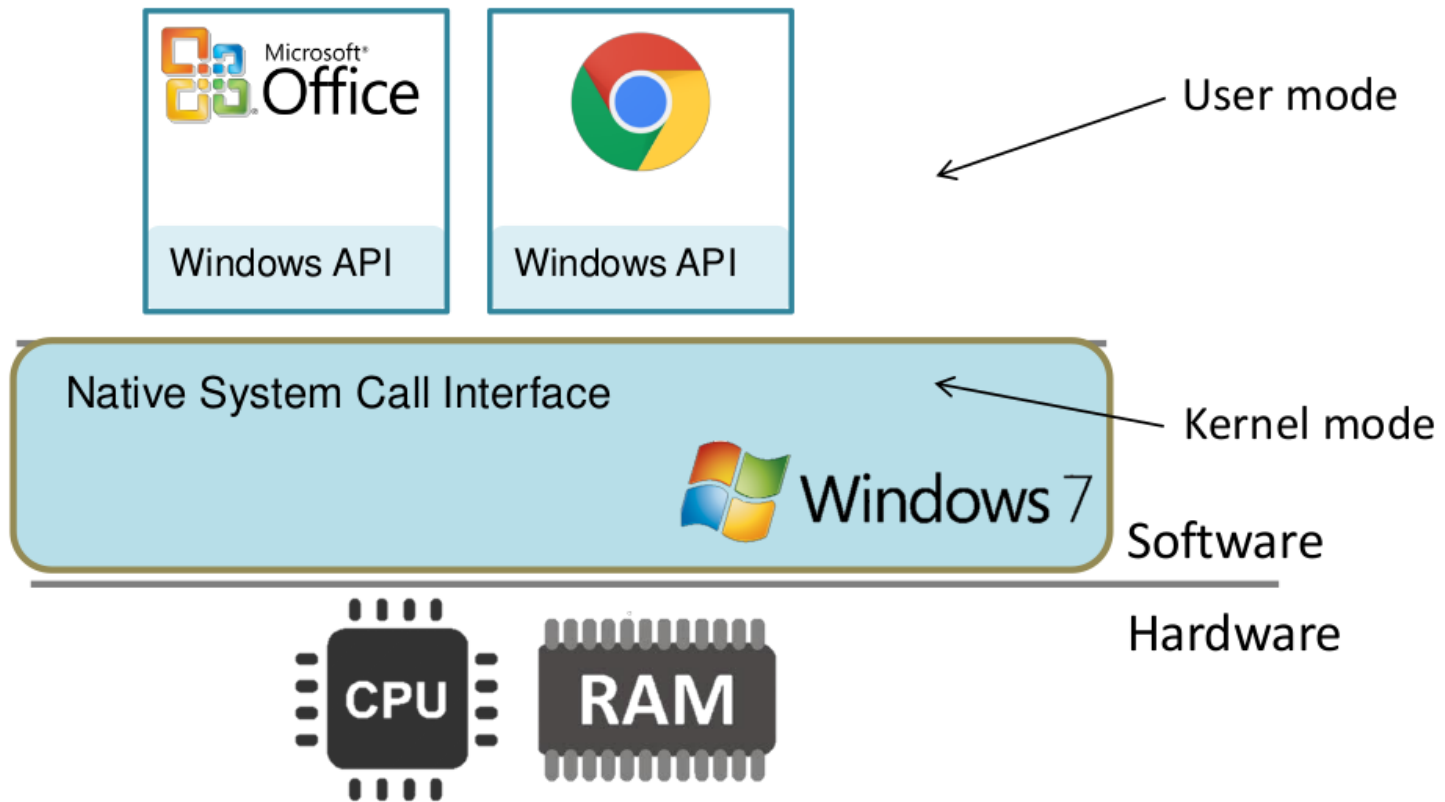 Microsoft®
Office
User mode
Windows API
Windows API
Native System Call Interface
Kernel mode
Windows 7
Software
Hardware
CPU
RAM